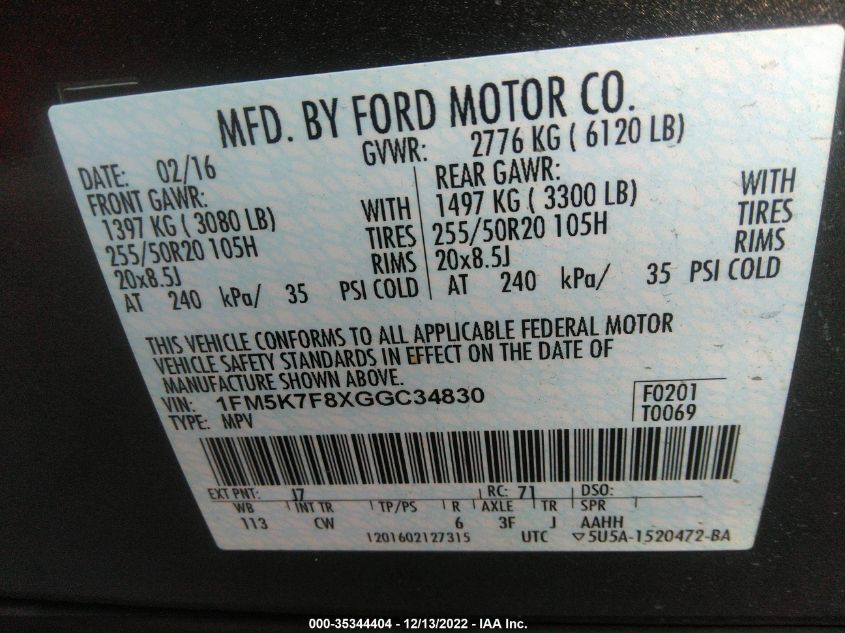 MFD. BY FORD MOTOR CO.
DATE: 02/16 GVWR: 2776 KG ( 6120 LB)
FRONT GAWR:
1397 KG ( 3080 LB) WITH
255/50R20 105H TIRES
20x8.5J RIMS
AT 240 kPa/ 35 PSI COLD
REAR GAWR:
1497 KG ( 3300 LB) WITH
255/50R20 105H TIRES
20x8.5J RIMS
AT 240 kPa/ 35 PSI COLD
THIS VEHICLE CONFORMS TO ALL APPLICABLE FEDERAL MOTOR
VEHICLE SAFETY STANDARDS IN EFFECT ON THE DATE OF
MANUFACTURE SHOWN ABOVE.
VIN: 1FM5K7F8XGGC34830
TYPE: MPV
F0201
T0069
EXT PNT: J7 RC: 71 DSO:
WB INT TR TP/PS R AXLE TR SPR
113 CW 6 3F J AAHH
1201602127315 UTC ▽5U5A-1520472-BA
000-35344404 - 12/13/2022 - IAA Inc.